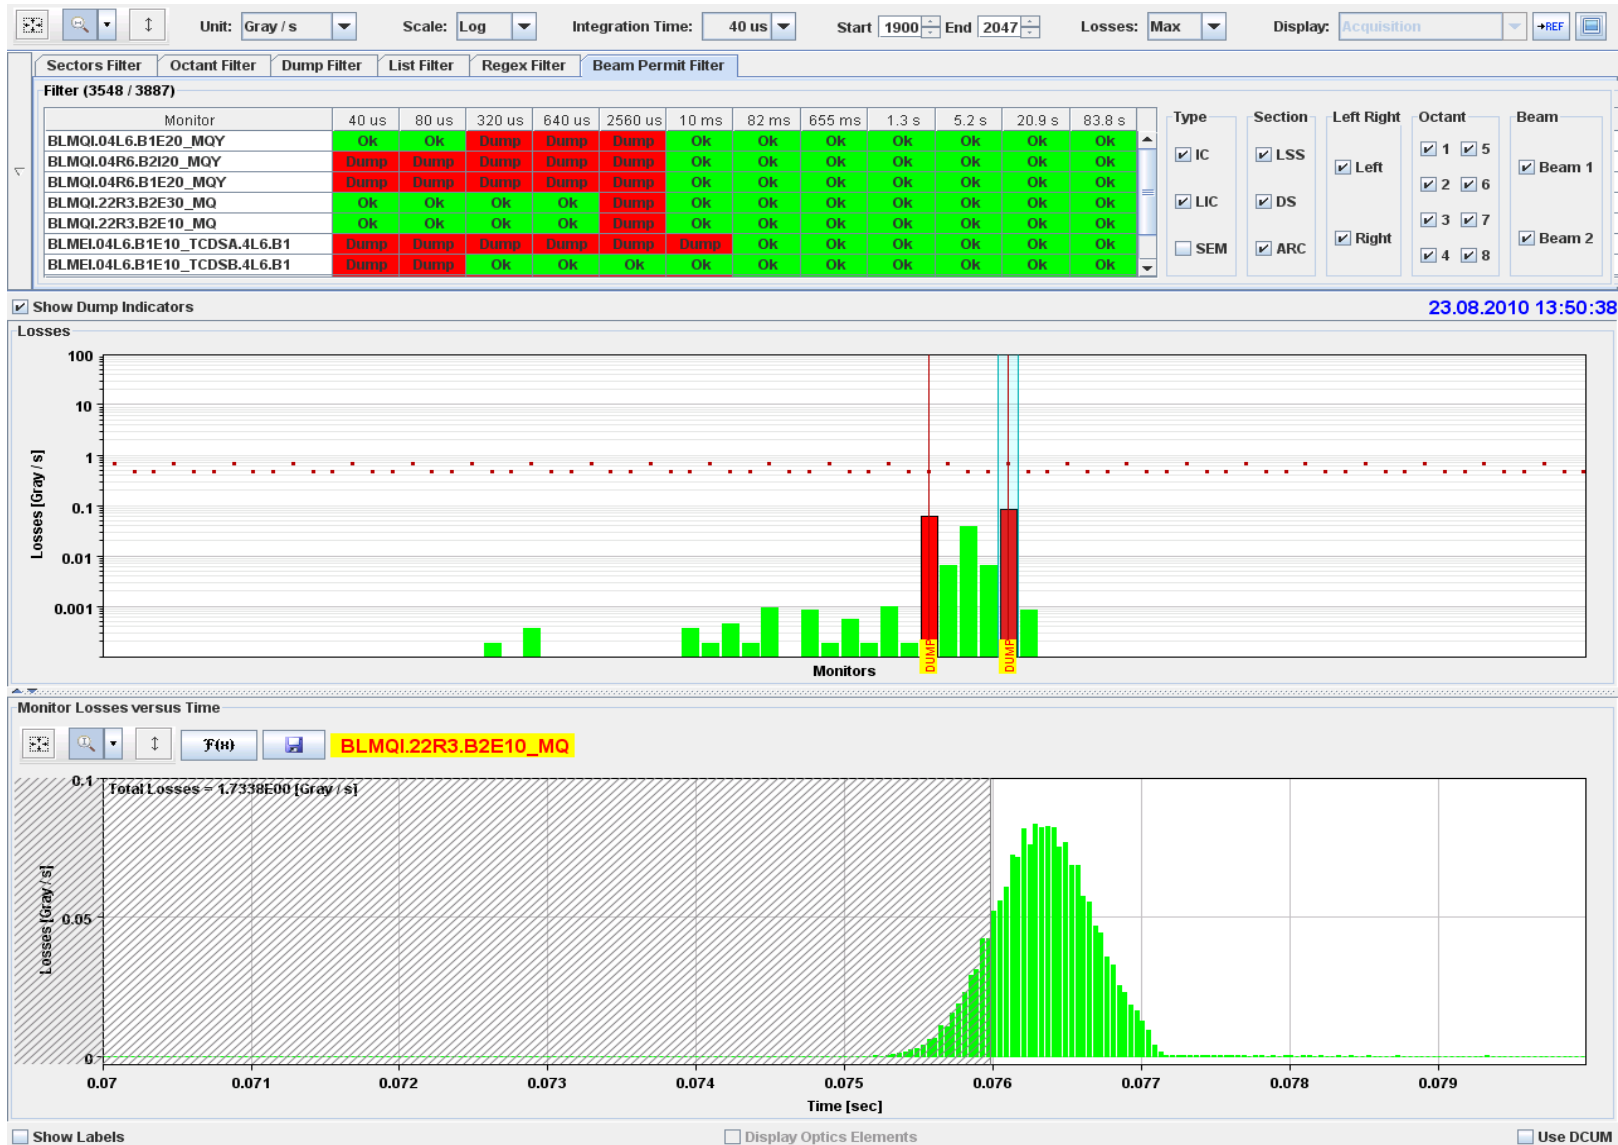 Unit: Gray / s Scale: Log Integration Time: 40 us Start 1900 End 2047 Losses: Max Display: Acquisition →REF
Sectors Filter Octant Filter Dump Filter List Filter Regex Filter Beam Permit Filter
Filter (3548 / 3887)
Monitor 40 us 80 us 320 us 640 us 2560 us 10 ms 82 ms 655 ms 1.3 s 5.2 s 20.9 s 83.8 s
BLMQI.04L6.B1E20_MQY Ok Ok Dump Dump Dump Ok Ok Ok Ok Ok Ok Ok
BLMQI.04R6.B2I20_MQY Dump Dump Dump Dump Dump Ok Ok Ok Ok Ok Ok Ok
BLMQI.04R6.B1E20_MQY Dump Dump Dump Dump Dump Ok Ok Ok Ok Ok Ok Ok
BLMQI.22R3.B2E30_MQ Ok Ok Ok Ok Dump Ok Ok Ok Ok Ok Ok Ok
BLMQI.22R3.B2E10_MQ Ok Ok Ok Ok Dump Ok Ok Ok Ok Ok Ok Ok
BLMEI.04L6.B1E10_TCDSA.4L6.B1 Dump Dump Dump Dump Dump Dump Ok Ok Ok Ok Ok Ok
BLMEI.04L6.B1E10_TCDSB.4L6.B1 Dump Dump Ok Ok Ok Ok Ok Ok Ok Ok Ok Ok
Type Section Left Right Octant Beam
IC LSS Left 1 5 Beam 1
LIC DS 2 6
3 7
SEM ARC Right 4 8 Beam 2
Show Dump Indicators 23.08.2010 13:50:38
Losses
100
10
1
0.1
0.01
0.001
Losses [Gray / s]
DUMP DUMP
Monitors
Monitor Losses versus Time
F(x) BLMQI.22R3.B2E10_MQ
Total Losses = 1.7338E00 [Gray / s]
0.1
0.05
0
Losses [Gray / s]
0.07 0.071 0.072 0.073 0.074 0.075 0.076 0.077 0.078 0.079
Time [sec]
Show Labels Display Optics Elements Use DCUM